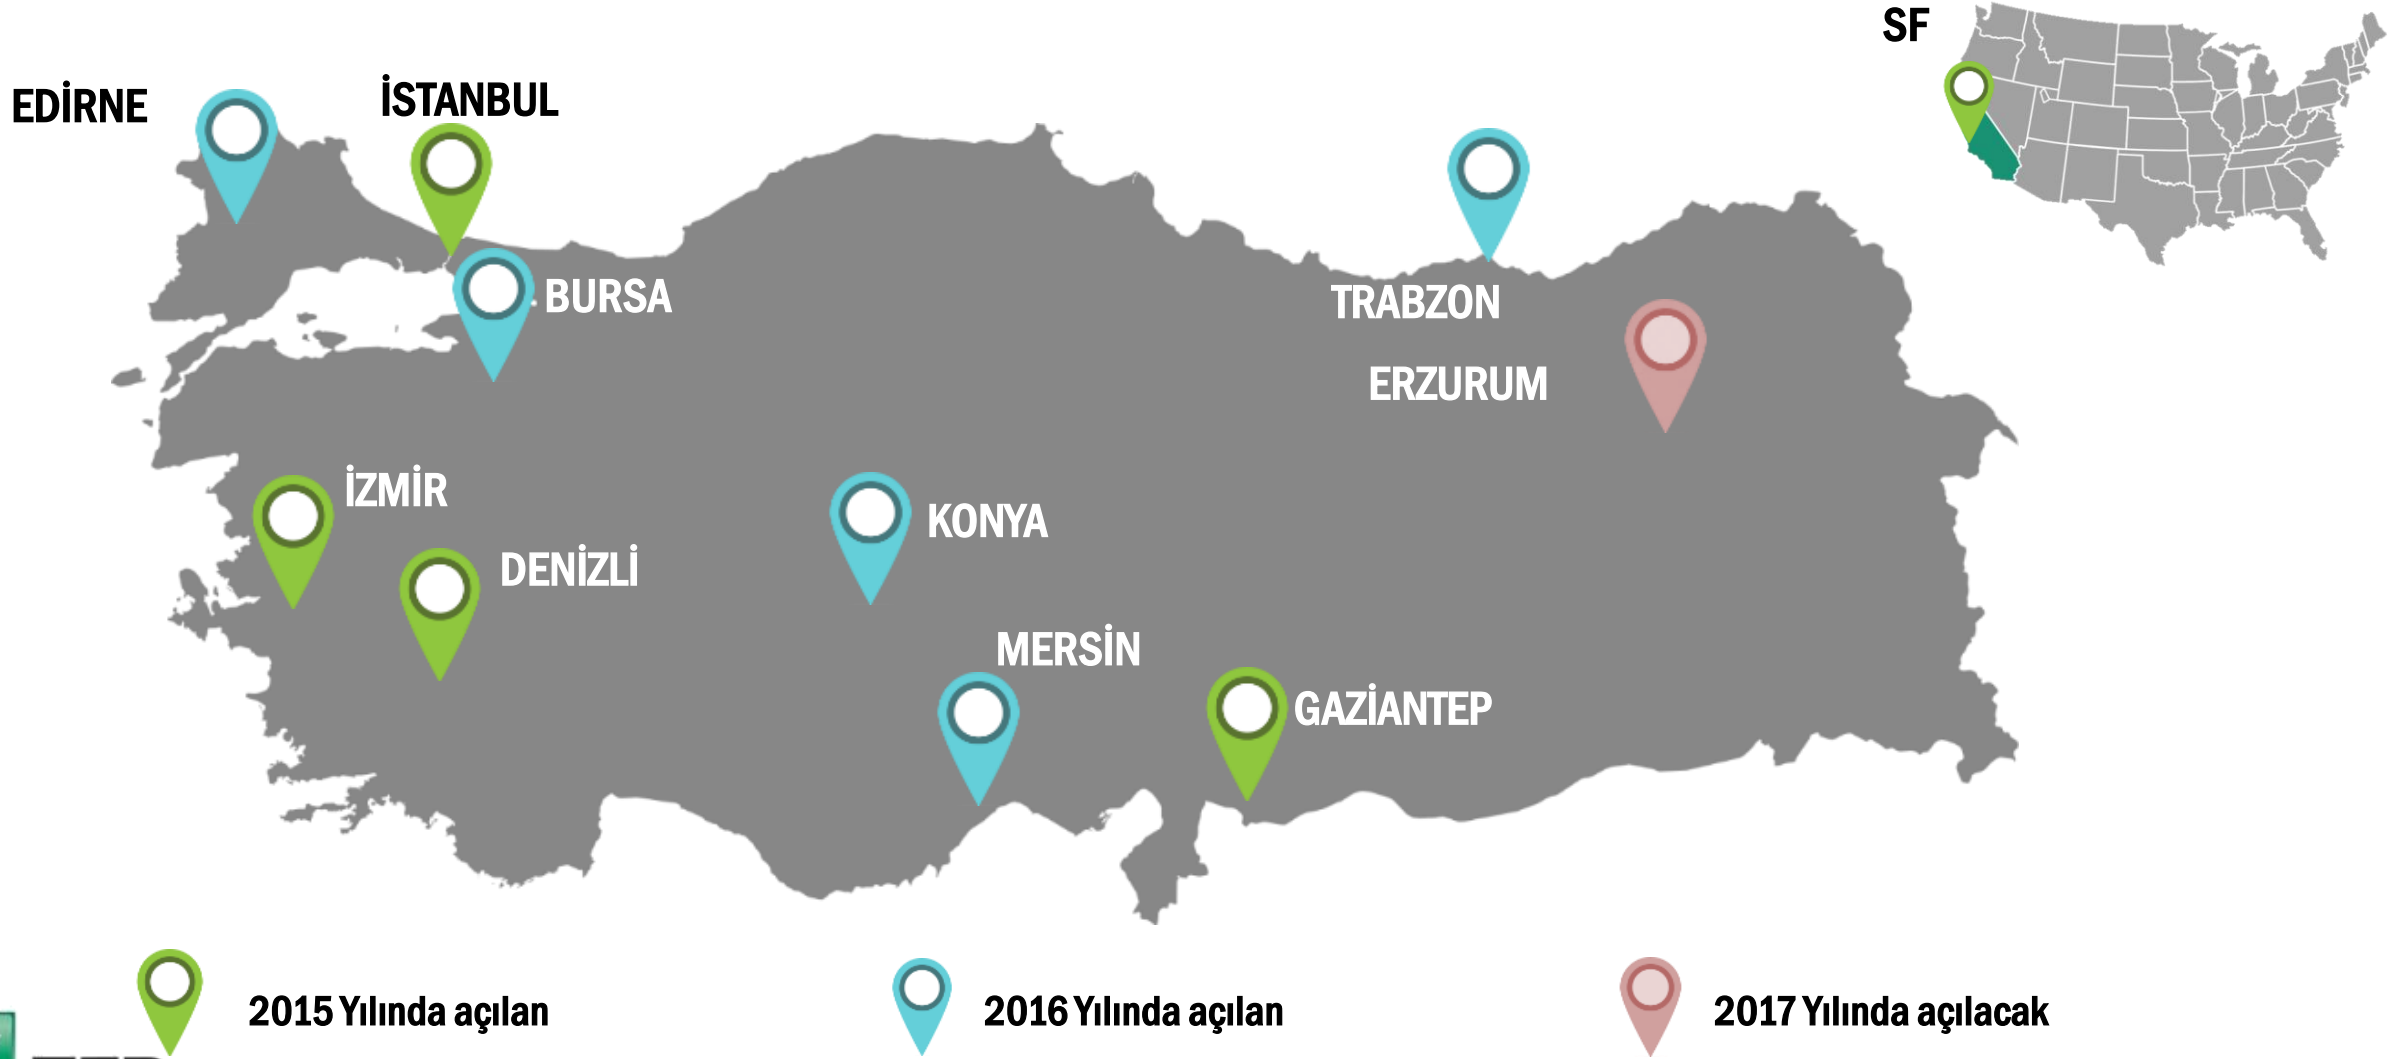 SF
EDİRNE
İSTANBUL
BURSA
TRABZON
ERZURUM
İZMİR
KONYA
DENİZLİ
MERSİN
GAZİANTEP
2015 Yılında açılan
2016 Yılında açılan
2017 Yılında açılacak